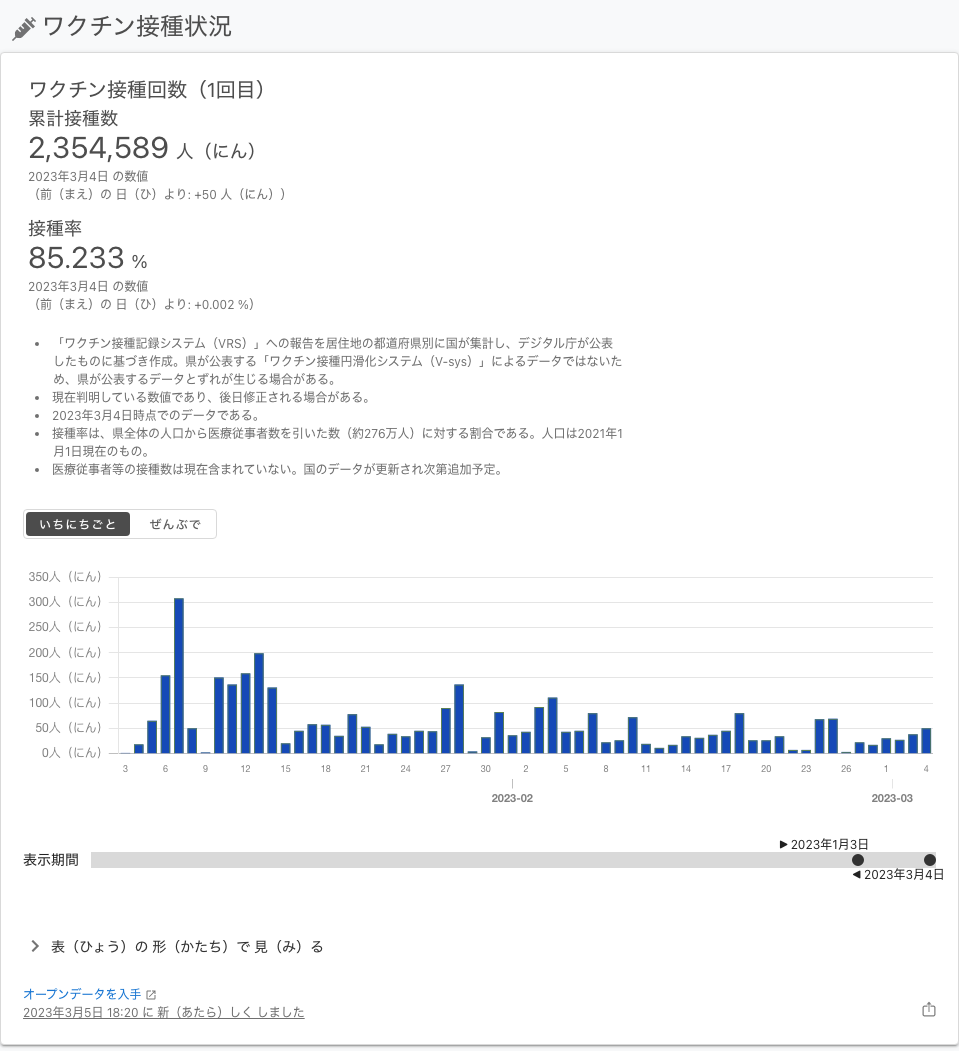 ワクチン接種状況
ワクチン接種回数（1回目）
累計接種数
2,354,589 人（にん）
2023年3月4日 の数値
（前（まえ）の 日（ひ）より: +50 人（にん））
接種率
85.233 %
2023年3月4日 の数値
（前（まえ）の 日（ひ）より: +0.002 %）
• 「ワクチン接種記録システム（VRS）」への報告を居住地の都道府県別に国が集計し、デジタル庁が公表
したものに基づき作成。県が公表する「ワクチン接種円滑化システム（V-sys）」によるデータではないた
め、県が公表するデータとずれが生じる場合がある。
• 現在判明している数値であり、後日修正される場合がある。
• 2023年3月4日時点でのデータである。
• 接種率は、県全体の人口から医療従事者数を引いた数（約276万人）に対する割合である。人口は2021年1
月1日現在のもの。
• 医療従事者等の接種数は現在含まれていない。国のデータが更新され次第追加予定。
いちにちごと ぜんぶで
350人（にん）
300人（にん）
250人（にん）
200人（にん）
150人（にん）
100人（にん）
50人（にん）
0人（にん）
3 6 9 12 15 18 21 24 27 30 2 5 8 11 14 17 20 23 26 1 4
2023-02 2023-03
▶ 2023年1月3日
表示期間
◀ 2023年3月4日
表（ひょう）の 形（かたち）で 見（み）る
オープンデータを入手
2023年3月5日 18:20 に 新（あたら）しく しました